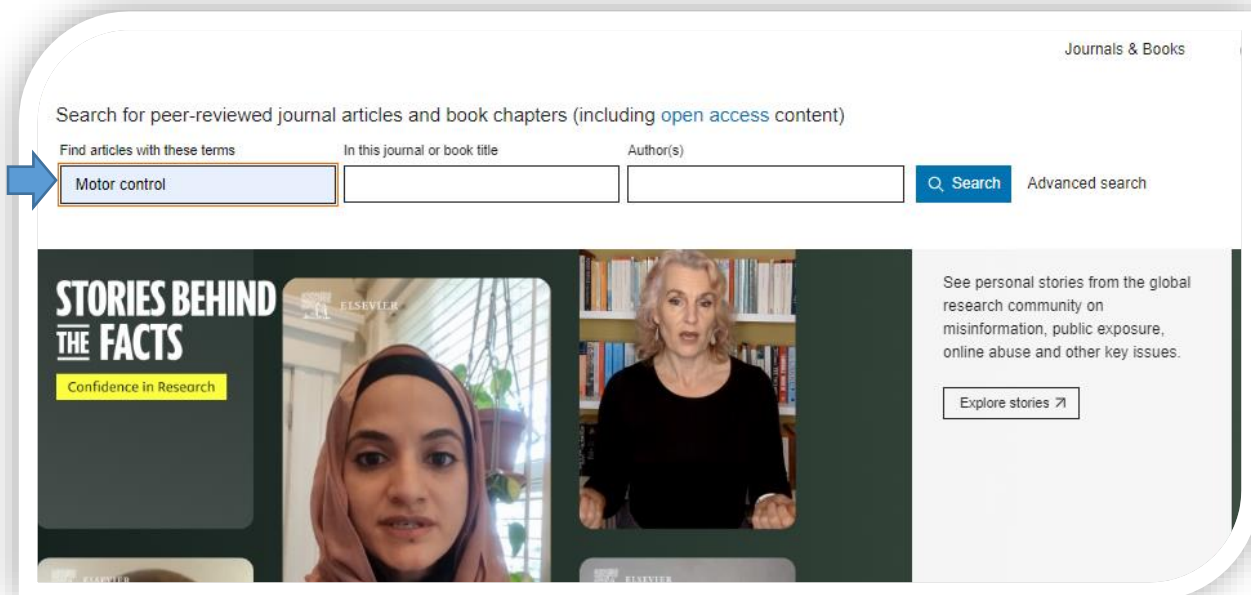 Journals & Books
Search for peer-reviewed journal articles and book chapters (including open access content)
Find articles with these terms
In this journal or book title
Author(s)
Motor control
Search
Advanced search
STORIES BEHIND
THE FACTS
Confidence in Research
ELSEVIER
See personal stories from the global
research community on
misinformation, public exposure,
online abuse and other key issues.
Explore stories
ELSEVIER
ELSEVIER